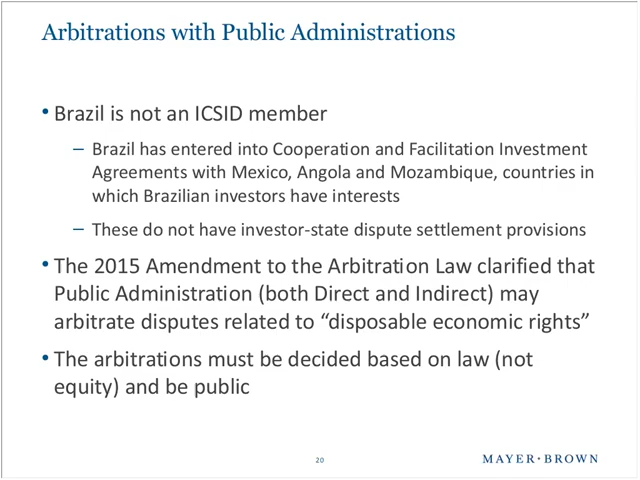 Arbitrations with Public Administrations
• Brazil is not an ICSID member
– Brazil has entered into Cooperation and Facilitation Investment
Agreements with Mexico, Angola and Mozambique, countries in
which Brazilian investors have interests
– These do not have investor-state dispute settlement provisions
• The 2015 Amendment to the Arbitration Law clarified that
Public Administration (both Direct and Indirect) may
arbitrate disputes related to “disposable economic rights”
• The arbitrations must be decided based on law (not
equity) and be public
20
MAYER • BROWN